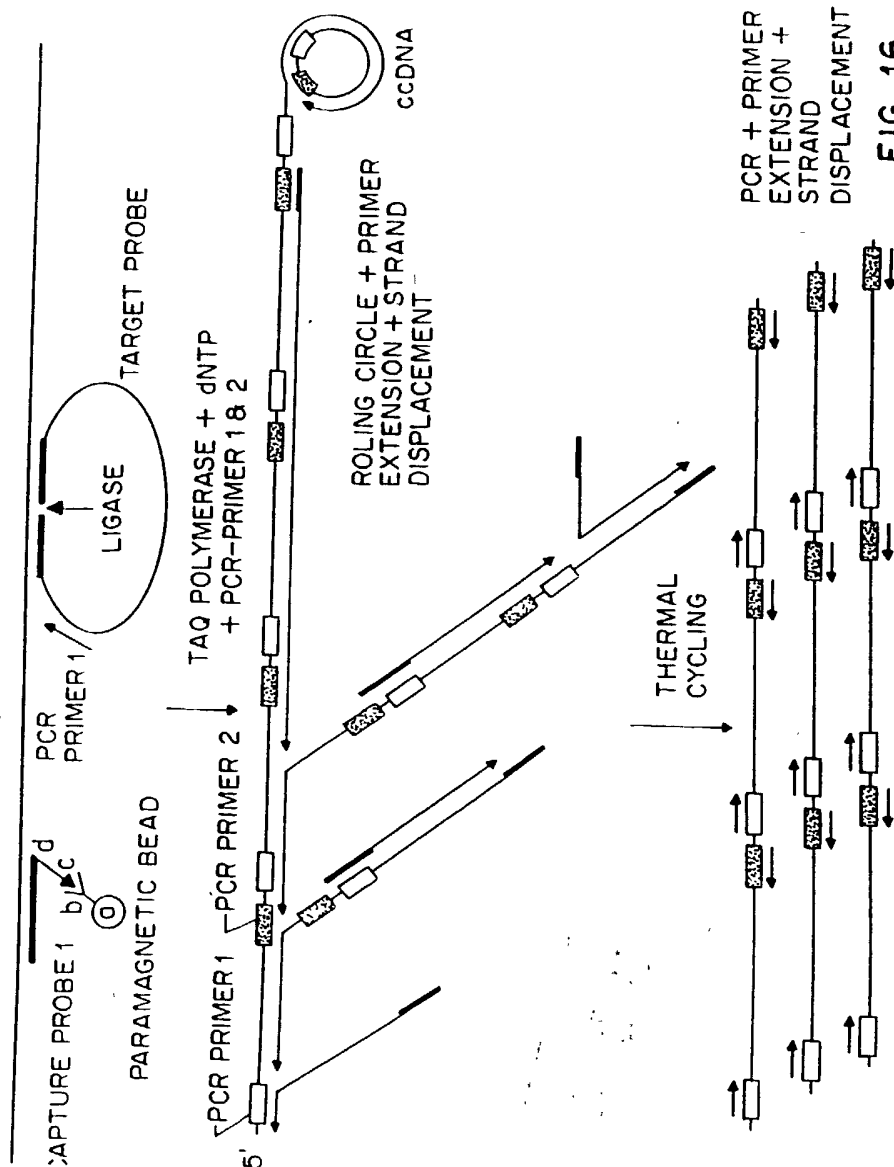 CAPTURE PROBE 1
b
c
d
a
PARAMAGNETIC BEAD
PCR
PRIMER 1
LIGASE
TARGET PROBE
TAQ POLYMERASE + dNTP
+ PCR-PRIMER 1 & 2
5'
PCR PRIMER 1
PCR PRIMER 2
ccDNA
ROLING CIRCLE + PRIMER
EXTENSION + STRAND
DISPLACEMENT
THERMAL
CYCLING
PCR + PRIMER
EXTENSION +
STRAND
DISPLACEMENT
FIG. 16